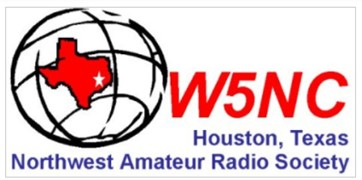 W5NC
Houston, Texas
Northwest Amateur Radio Society